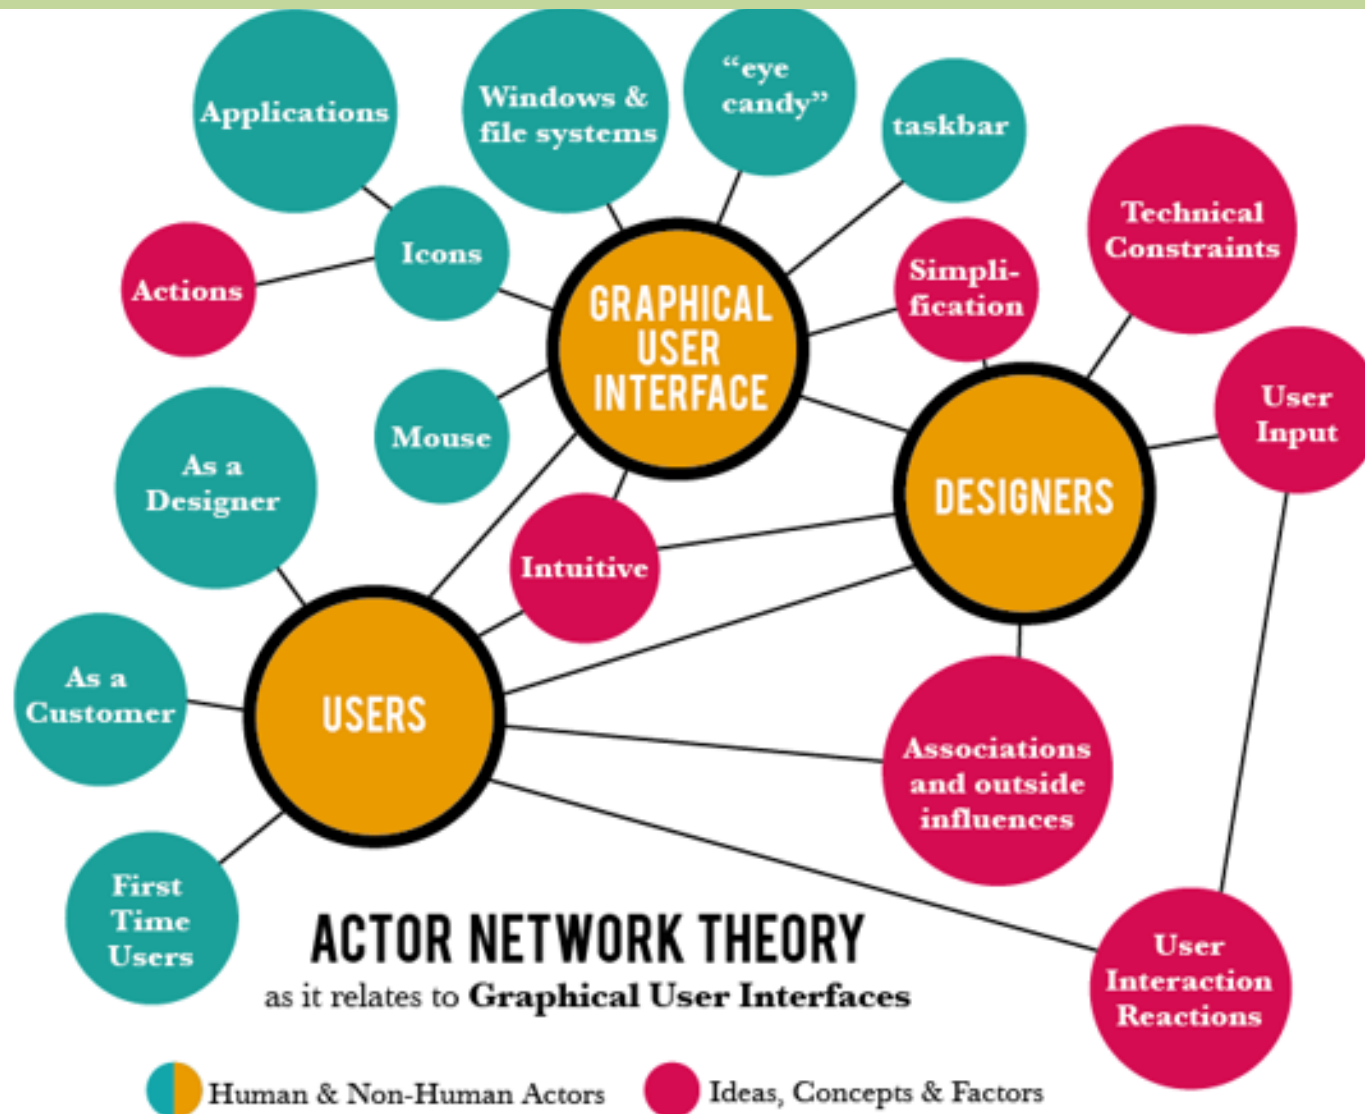 Applications
Windows &
file systems
“eye
candy”
taskbar
Technical
Constraints
Actions
Icons
Simpli-
fication
GRAPHICAL
USER
INTERFACE
User
Input
Mouse
As a
Designer
DESIGNERS
Intuitive
As a
Customer
USERS
Associations
and outside
influences
First
Time
Users
User
Interaction
Reactions
ACTOR NETWORK THEORY
as it relates to Graphical User Interfaces
Human & Non-Human Actors
Ideas, Concepts & Factors